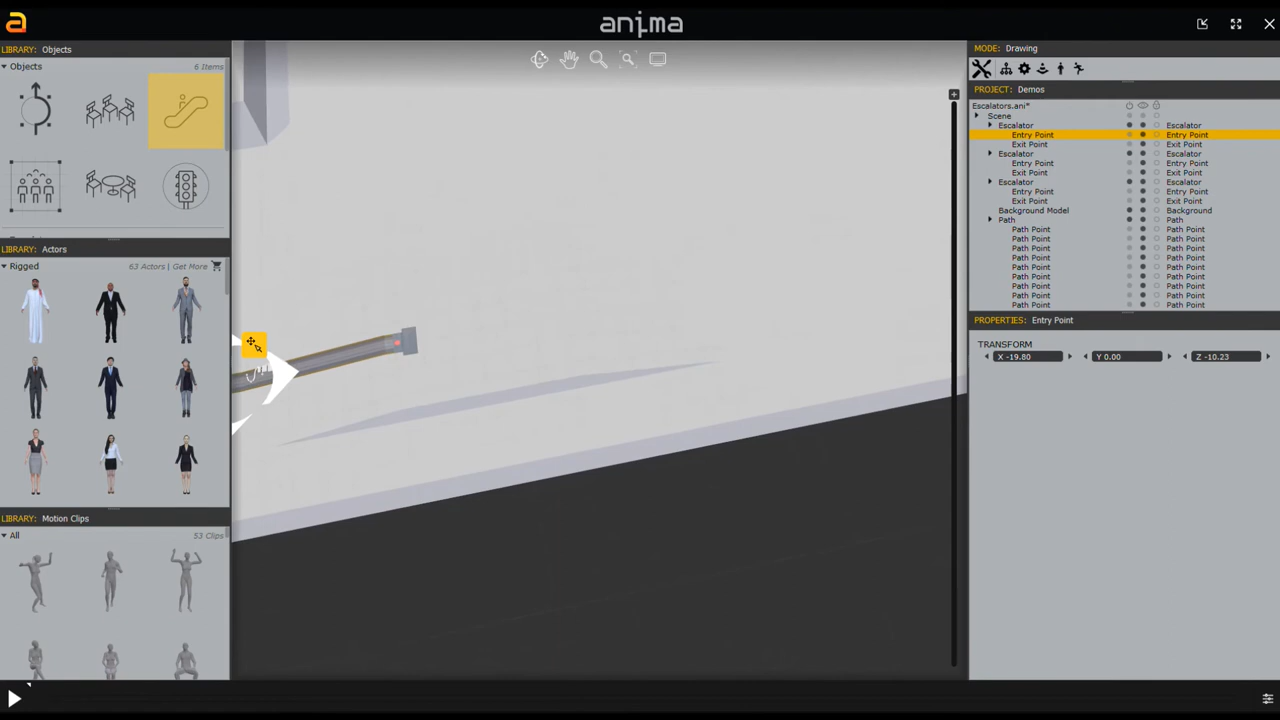 anima
LIBRARY: Objects
Objects 6 Items
LIBRARY: Actors
Rigged 63 Actors | Get More
LIBRARY: Motion Clips
All 53 Clips
MODE: Drawing
PROJECT: Demos
Escalators.ani*
Scene
Escalator Escalator
Entry Point Entry Point
Exit Point Exit Point
Escalator Escalator
Entry Point Entry Point
Exit Point Exit Point
Escalator Escalator
Entry Point Entry Point
Exit Point Exit Point
Background Model Background
Path Path
Path Point Path Point
Path Point Path Point
Path Point Path Point
Path Point Path Point
Path Point Path Point
Path Point Path Point
Path Point Path Point
Path Point Path Point
Path Point Path Point
PROPERTIES: Entry Point
TRANSFORM
X -19.80 Y 0.00 Z -10.23